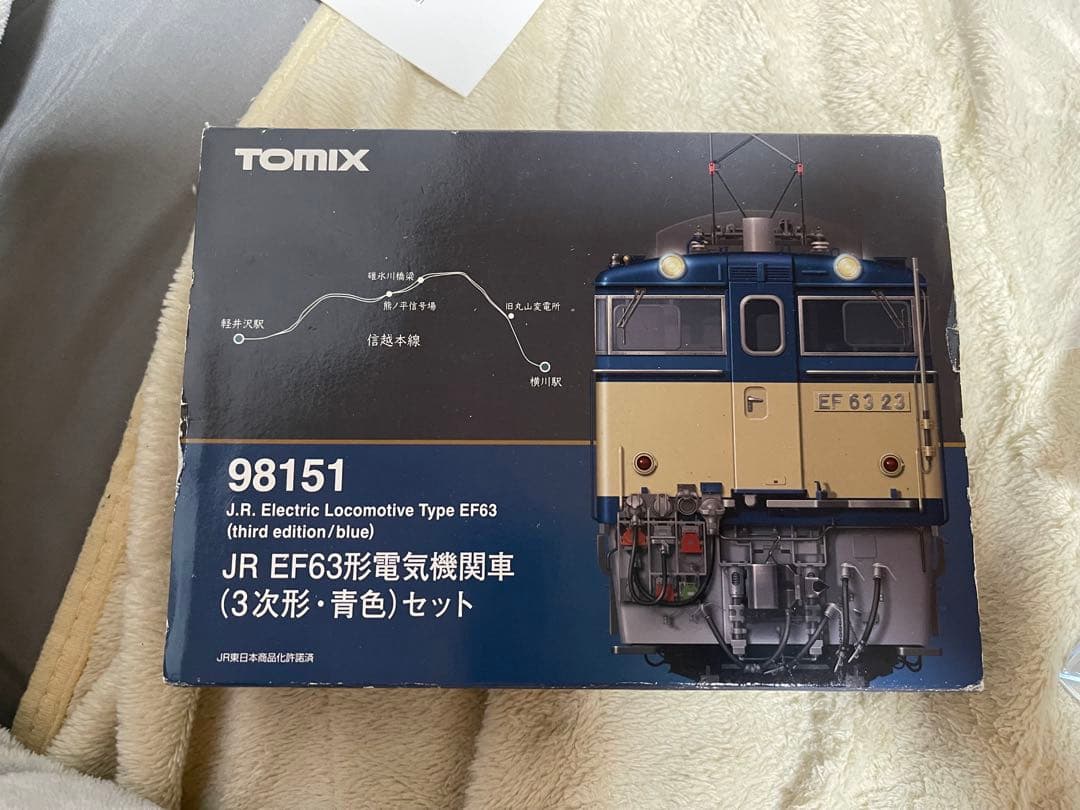 TOMIX
碓氷川橋梁
熊ノ平信号場
旧丸山変電所
軽井沢駅
信越本線
横川駅
EF 63 23
98151
J.R. Electric Locomotive Type EF63
(third edition/blue)
JR EF63形電気機関車
(3次形・青色)セット
JR東日本商品化許諾済